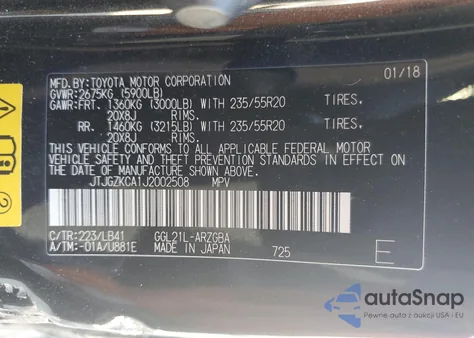 MFD.BY:TOYOTA MOTOR CORPORATION 01/18
GVWR:2675KG (5900LB)
GAWR:FRT. 1360KG (3000LB) WITH 235/55R20 TIRES.
20X8J RIMS.
RR. 1460KG (3215LB) WITH 235/55R20 TIRES.
20X8J RIMS.
THIS VEHICLE CONFORMS TO ALL APPLICABLE FEDERAL MOTOR
VEHICLE SAFETY AND THEFT PREVENTION STANDARDS IN EFFECT ON
THE DATE OF MANUFACTURE SHOWN ABOVE.
JTJGZKCA1J2002508 MPV
C/TR:223/LB41 GGL21L-ARZGBA
A/TM:-01A/U881E MADE IN JAPAN 725 E
autoSnap
Pewne auta z aukcji USA i EU